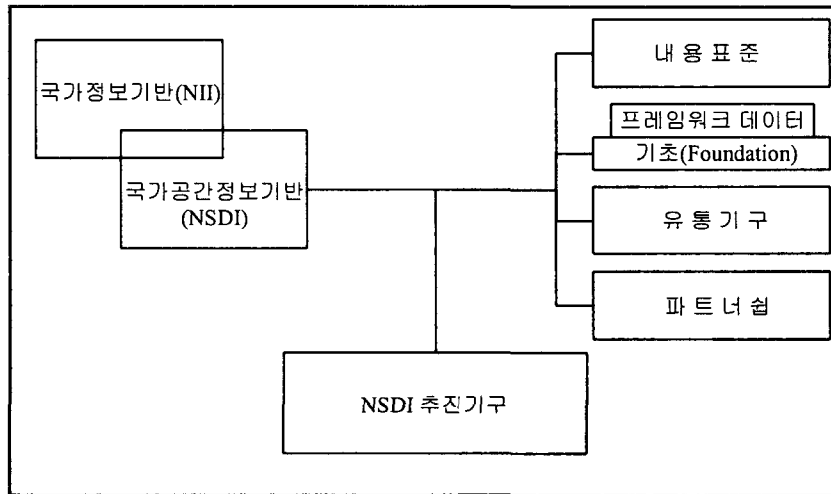 국가정보기반(NII)
국가공간정보기반
(NSDI)
내 용 표 준
프레임워크 데이터
기초(Foundation)
유 통 기 구
파 트 너 쉽
NSDI 추진기구